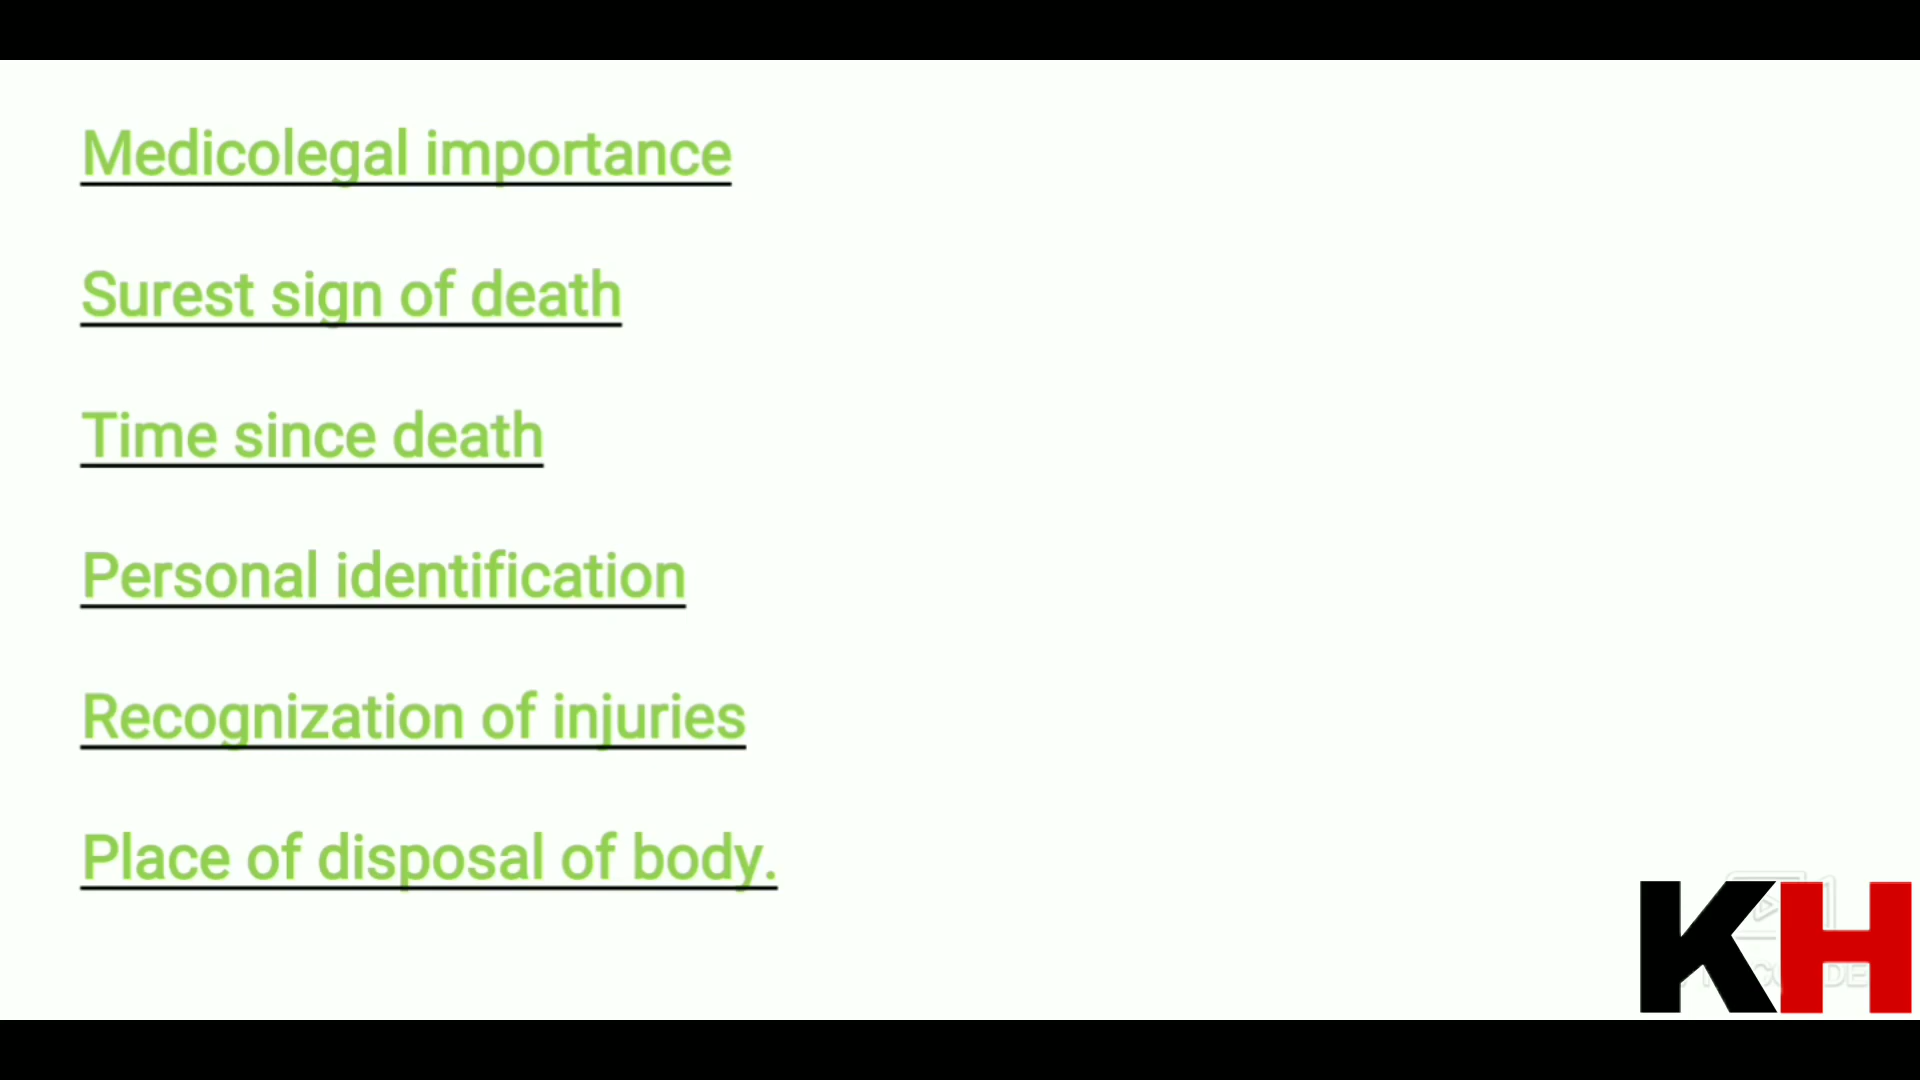 Medicolegal importance
Surest sign of death
Time since death
Personal identification
Recognization of injuries
Place of disposal of body.
KH